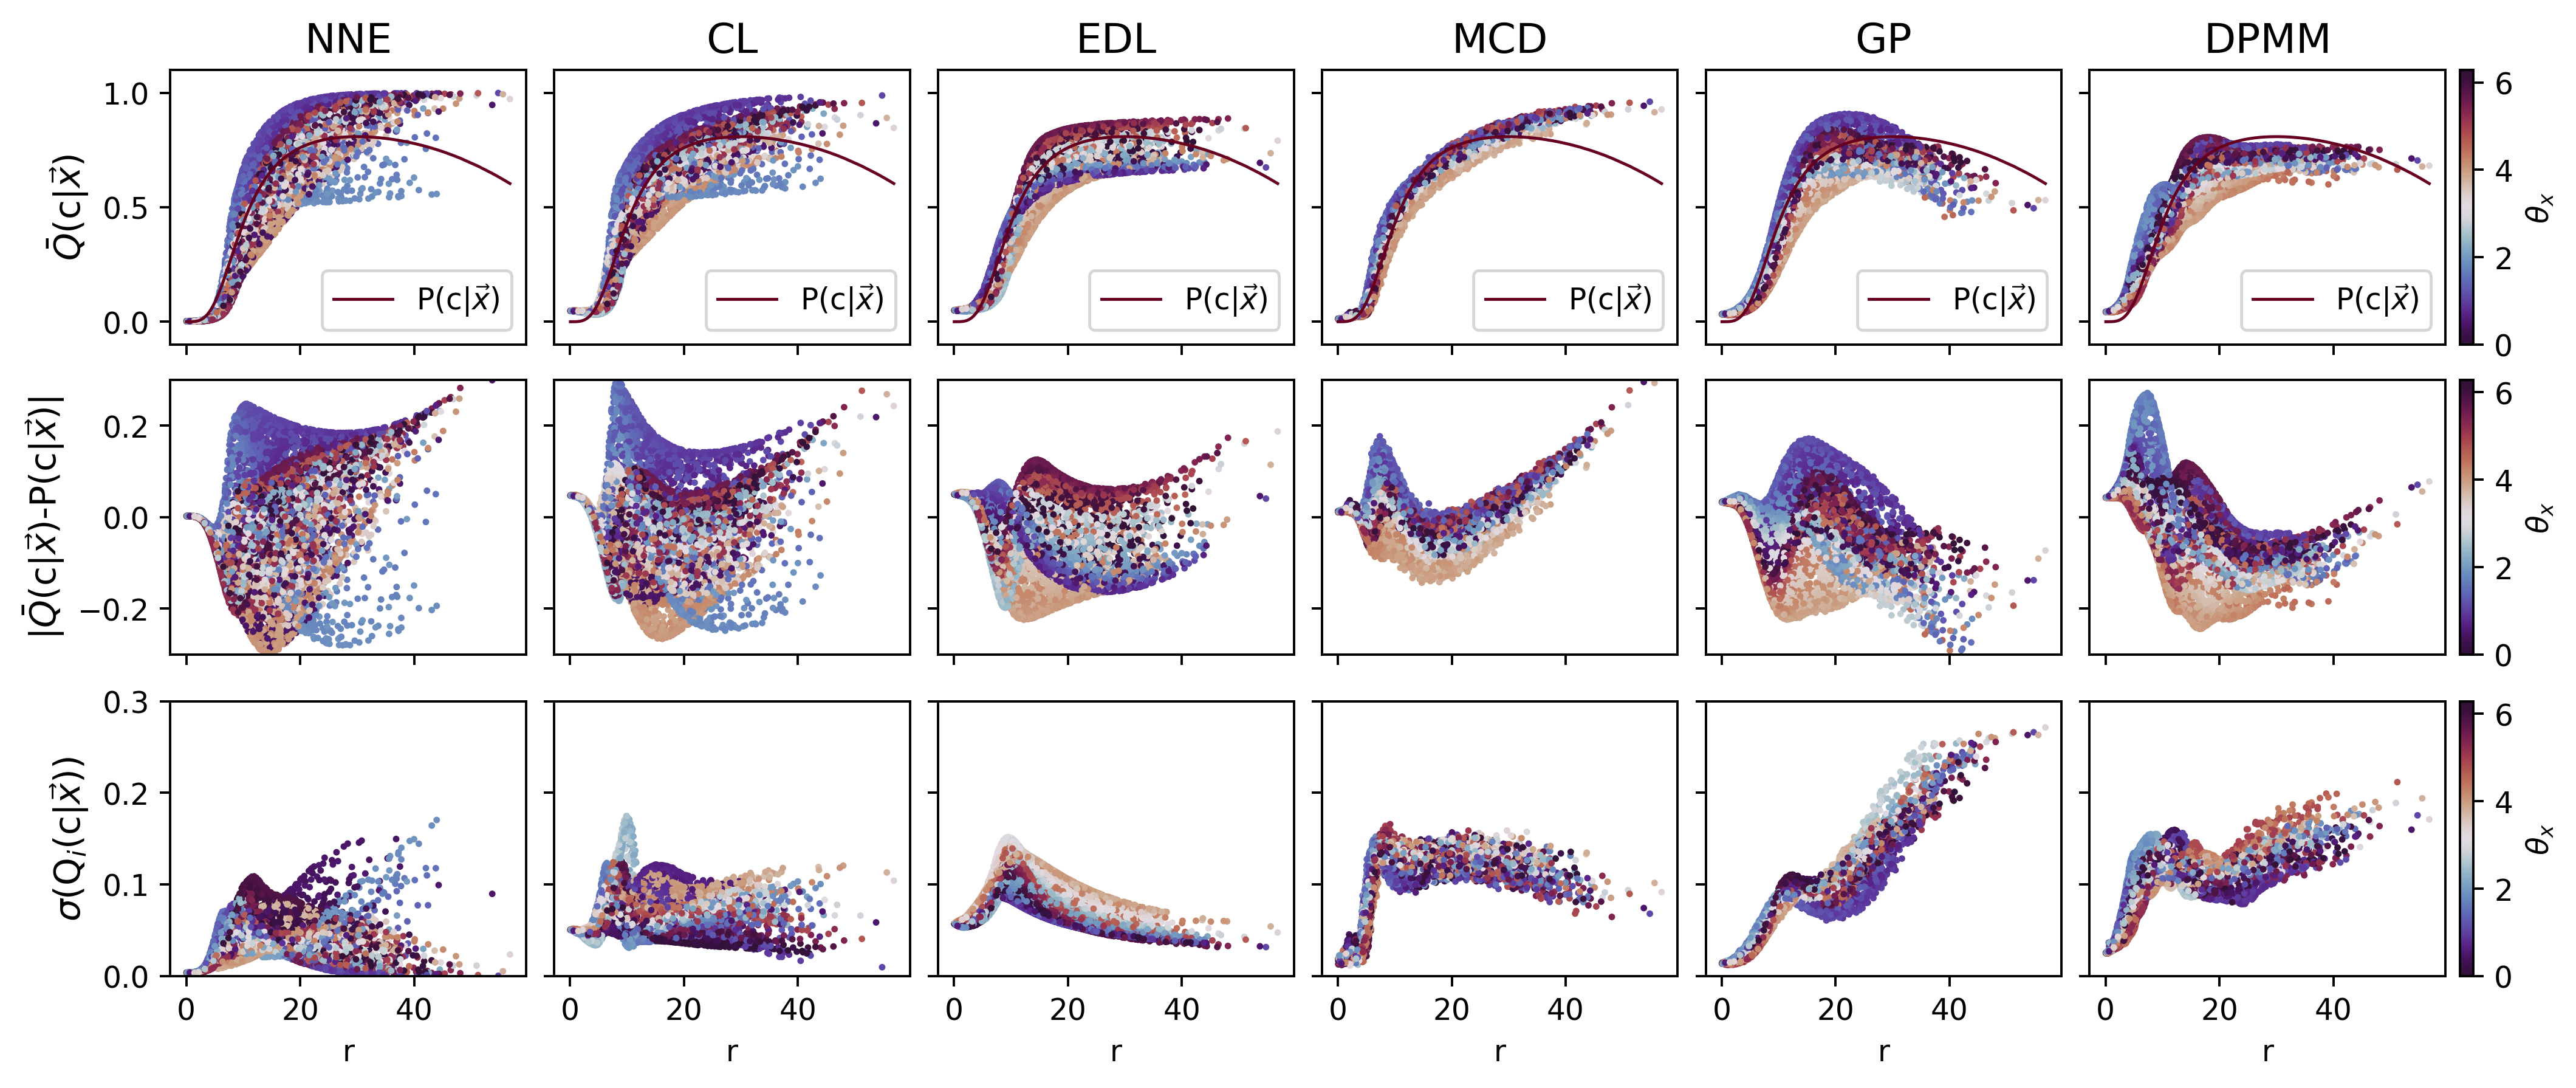 NNE CL EDL MCD GP DPMM
1.0
0.5
0.0
Q̄(c|x⃗)
P(c|x⃗) P(c|x⃗) P(c|x⃗) P(c|x⃗) P(c|x⃗) P(c|x⃗)
6
4
2
0
θx
0.2
0.0
−0.2
|Q̄(c|x⃗)-P(c|x⃗)|
6
4
2
0
θx
0.3
0.2
0.1
0.0
σ(Qi(c|x⃗))
6
4
2
0
θx
0 20 40 0 20 40 0 20 40 0 20 40 0 20 40 0 20 40
r r r r r r